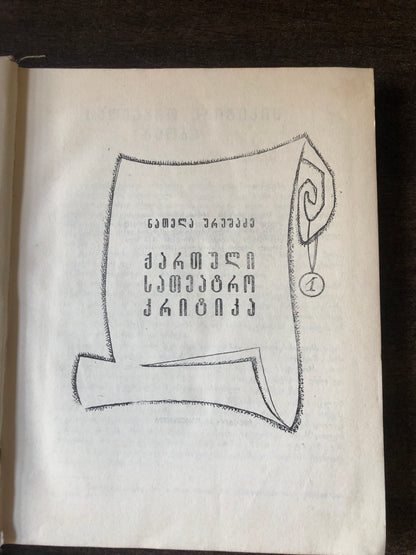 ნათელა ურუშაძე
ქართული
სათეატრო
კრიტიკა
1